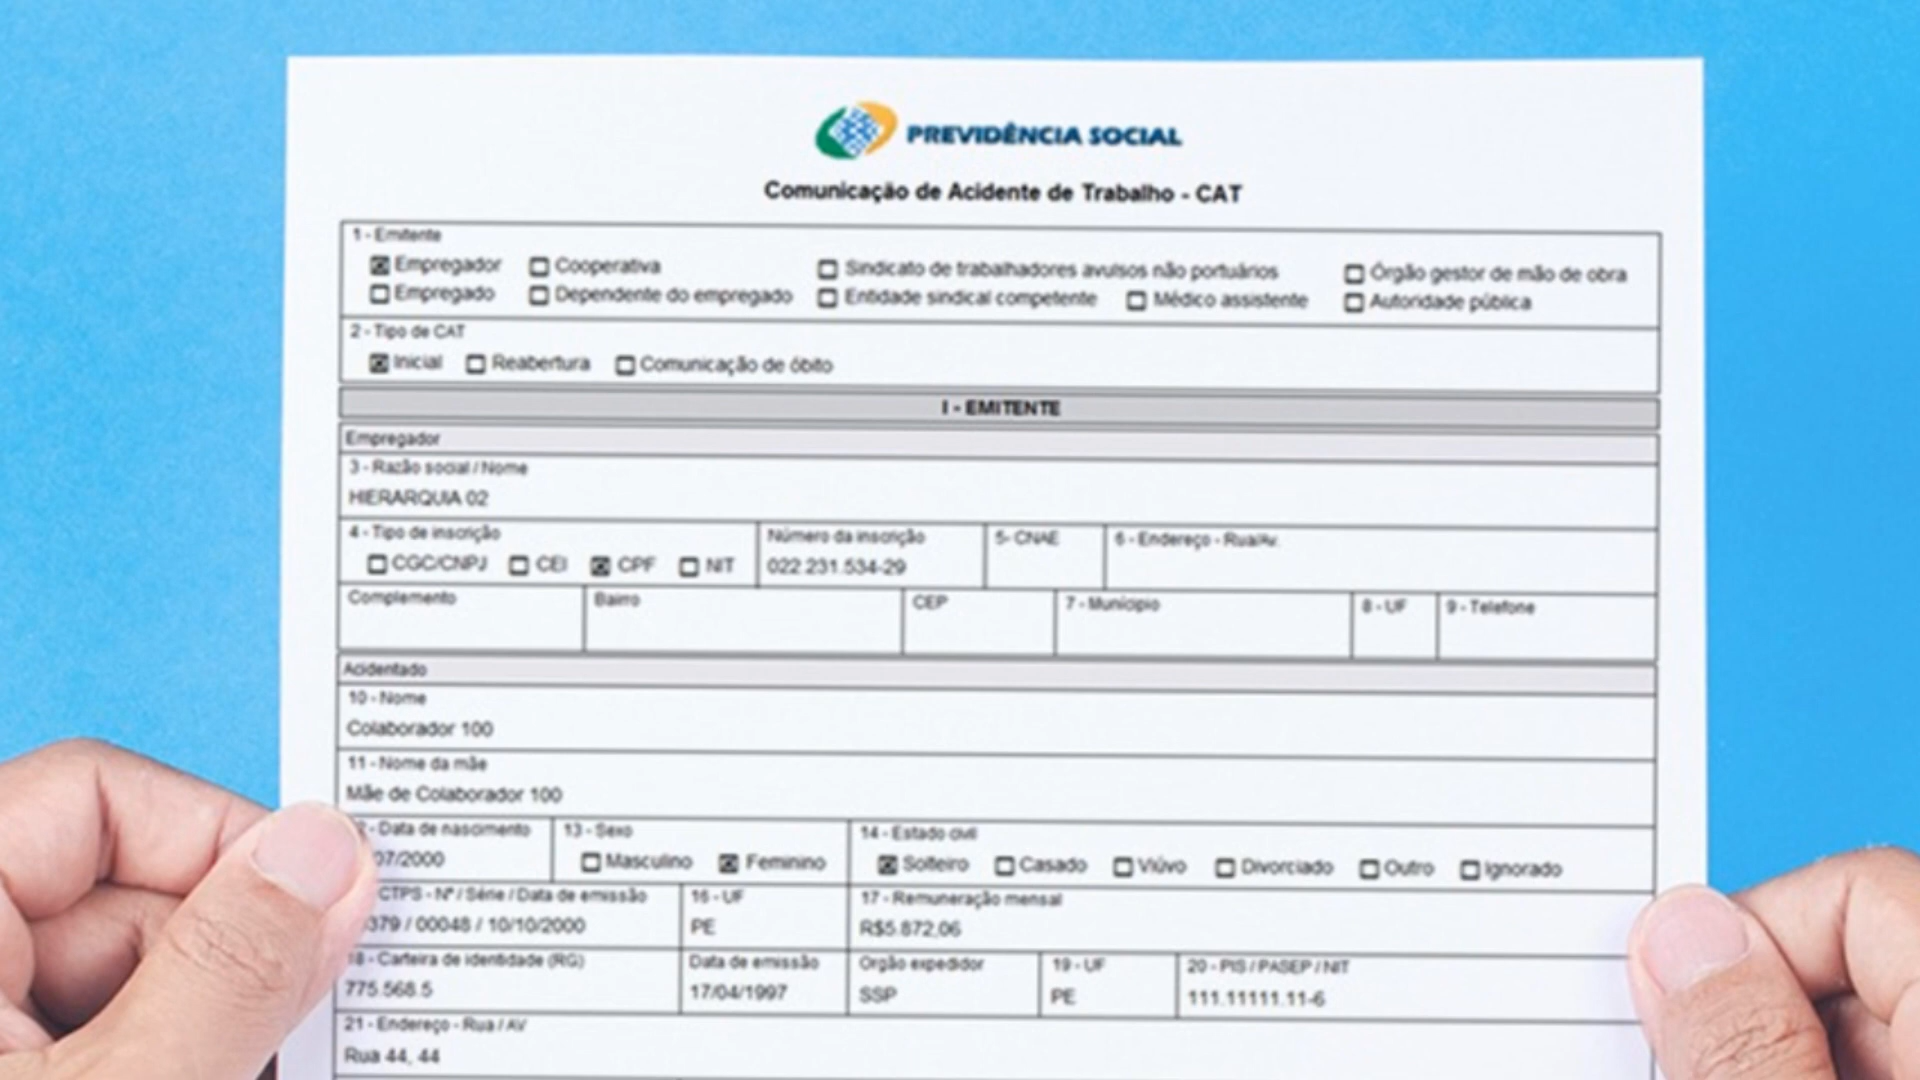 PREVIDÊNCIA SOCIAL
Comunicação de Acidente de Trabalho - CAT
1 - Emitente
Empregador Cooperativa Sindicato de trabalhadores avulsos não portuários Órgão gestor de mão de obra
Empregado Dependente do empregado Entidade sindical competente Médico assistente Autoridade pública
2 - Tipo de CAT
Inicial Reabertura Comunicação de óbito
I - EMITENTE
Empregador
3 - Razão social / Nome
HIERARQUIA 02
4 - Tipo de inscrição Número da inscrição 5- CNAE 6 - Endereço - Rua/Av.
CGC/CNPJ CEI CPF NIT 022.231.534-29
Complemento Bairro CEP 7 - Município 8 - UF 9 - Telefone
Acidentado
10 - Nome
Colaborador 100
11 - Nome da mãe
Mãe de Colaborador 100
- Data de nascimento 13 - Sexo 14 - Estado civil
07/2000 Masculino Feminino Solteiro Casado Viúvo Divorciado Outro Ignorado
CTPS - Nº / Série / Data de emissão 16 - UF 17 - Remuneração mensal
379 / 00048 / 10/10/2000 PE R$5.872,06
18 - Carteira de identidade (RG) Data de emissão Orgão expedidor 19 - UF 20 - PIS / PASEP / NIT
775.568.5 17/04/1997 SSP PE 111.11111.11-6
21 - Endereço - Rua / AV
Rua 44, 44